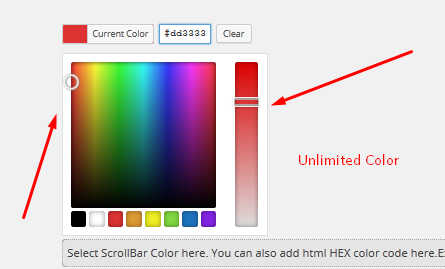 Current Color #dd3333 Clear
Unlimited Color
Select ScrollBar Color here. You can also add html HEX color code here.E